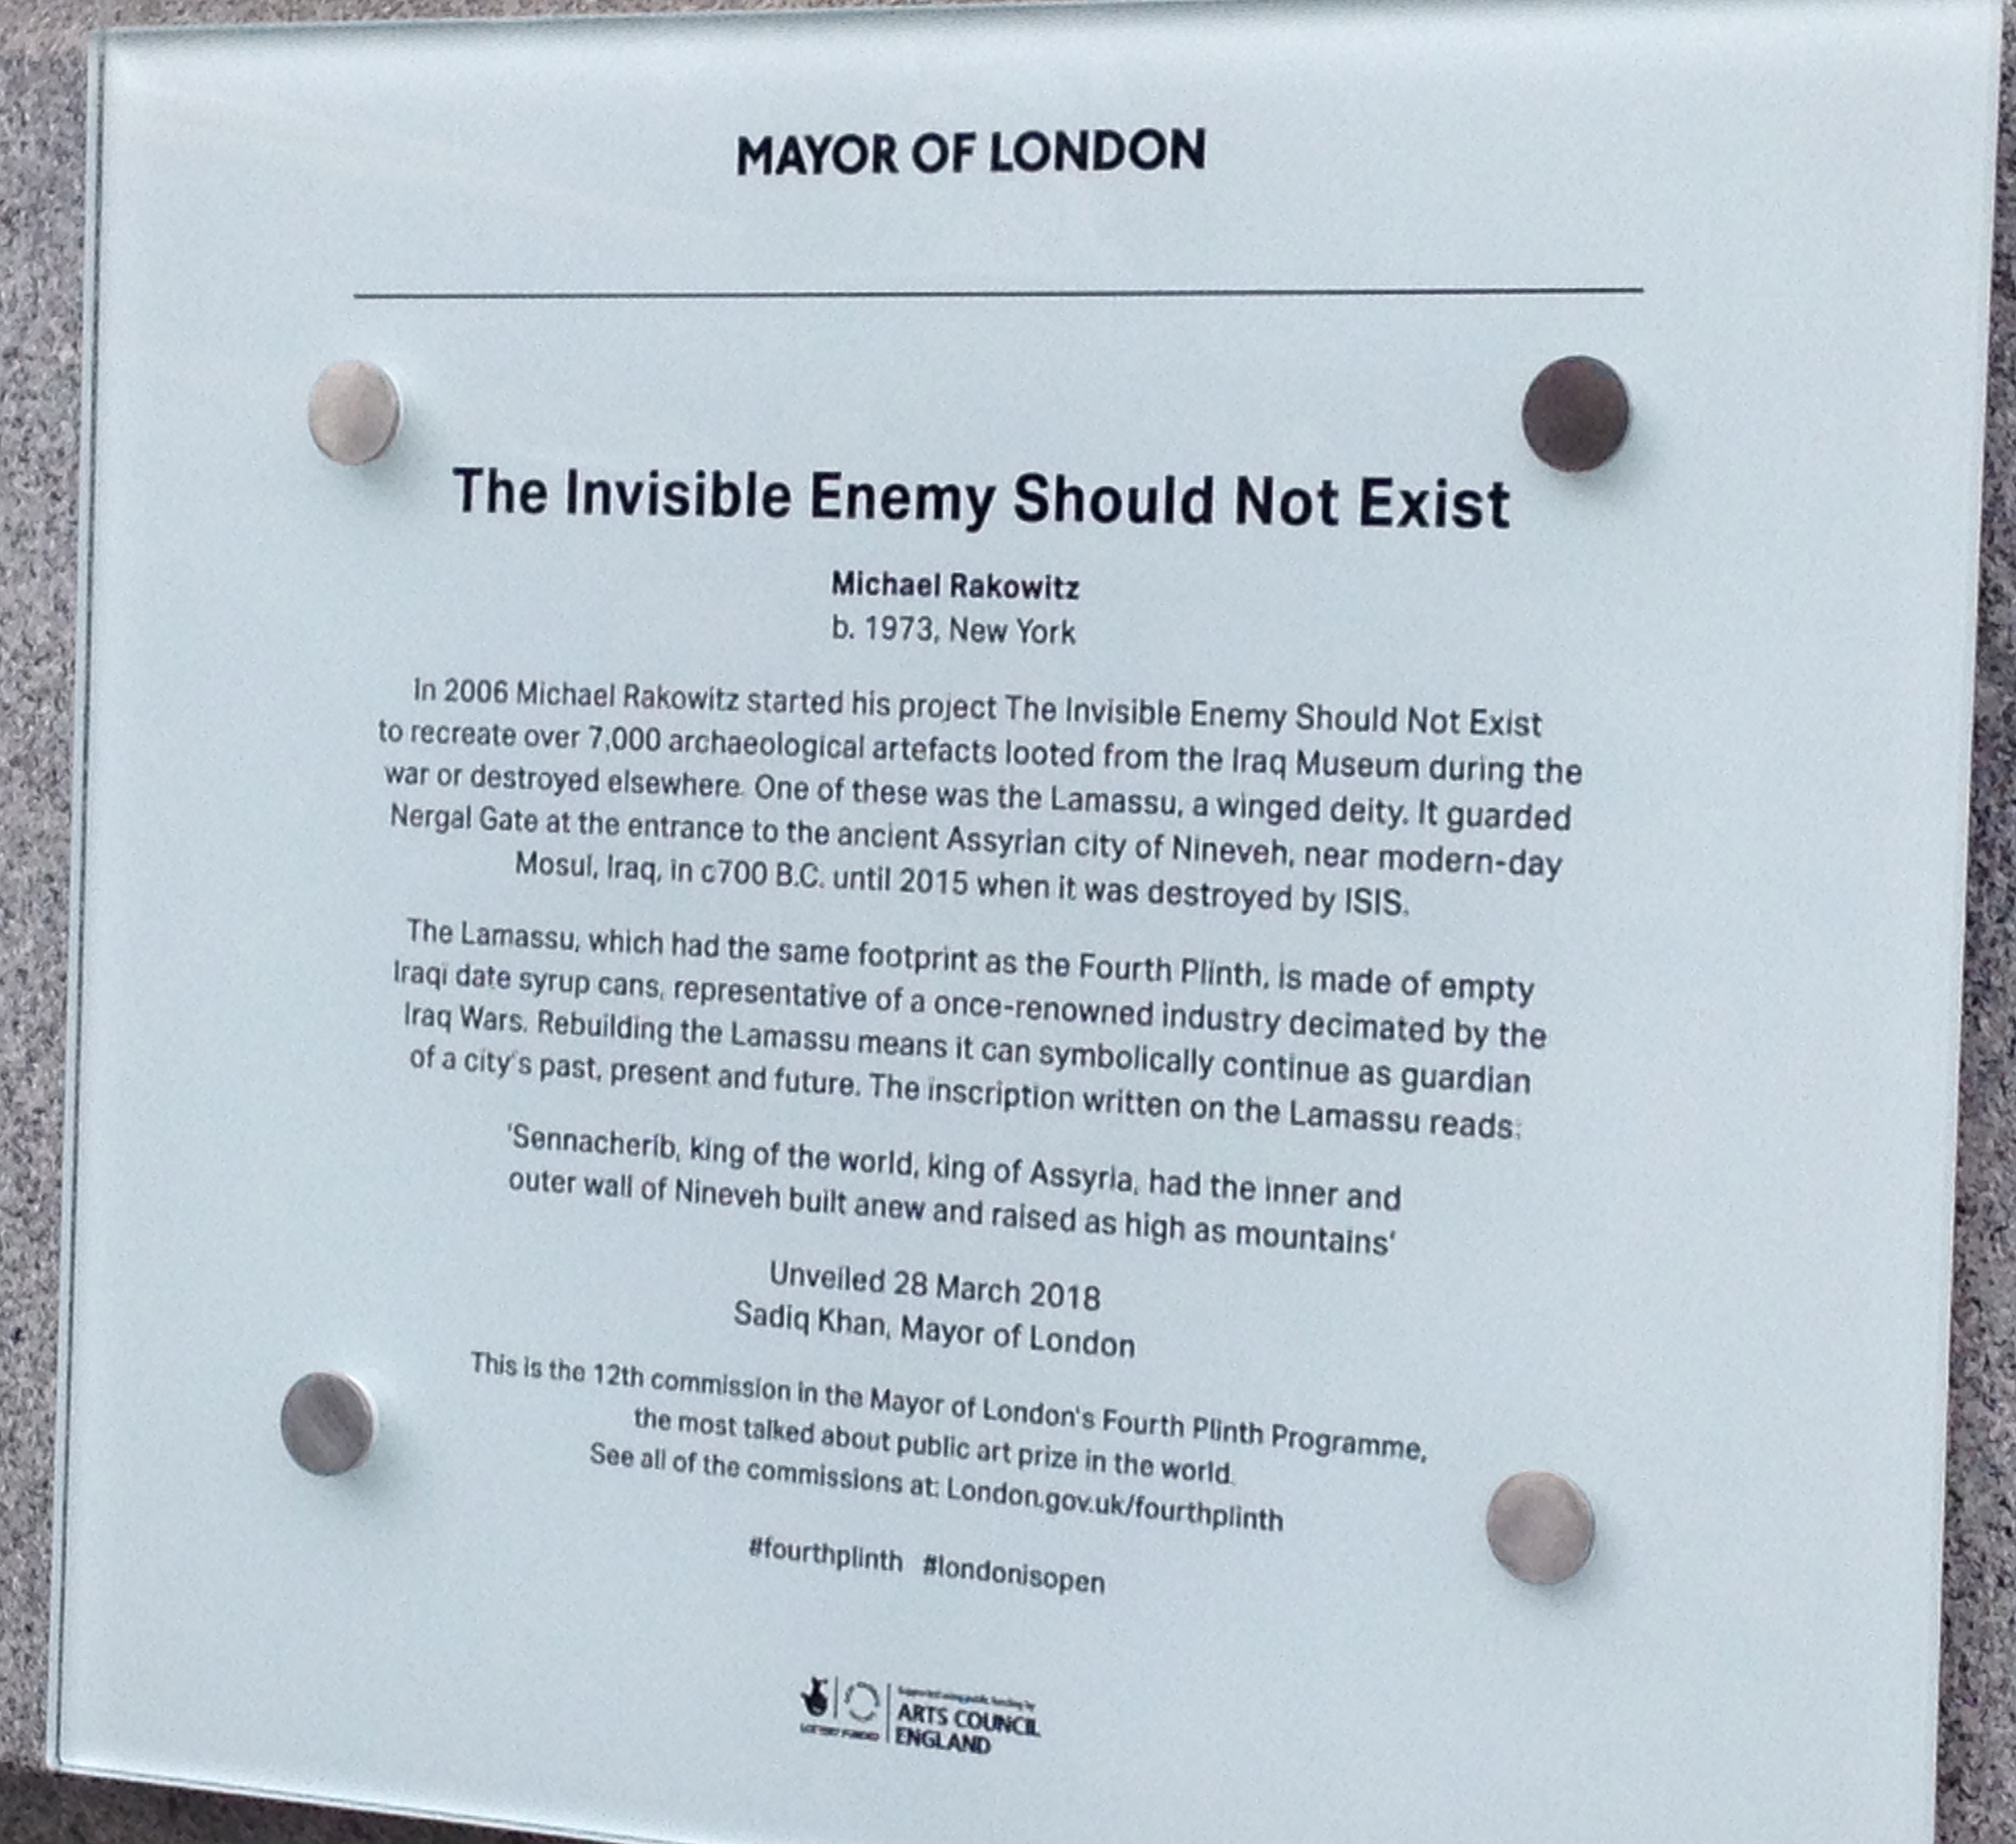 MAYOR OF LONDON
The Invisible Enemy Should Not Exist
Michael Rakowitz
b. 1973, New York
In 2006 Michael Rakowitz started his project The Invisible Enemy Should Not Exist
to recreate over 7,000 archaeological artefacts looted from the Iraq Museum during the
war or destroyed elsewhere. One of these was the Lamassu, a winged deity. It guarded
Nergal Gate at the entrance to the ancient Assyrian city of Nineveh, near modern-day
Mosul, Iraq, in c700 B.C. until 2015 when it was destroyed by ISIS.
The Lamassu, which had the same footprint as the Fourth Plinth, is made of empty
Iraqi date syrup cans, representative of a once-renowned industry decimated by the
Iraq Wars. Rebuilding the Lamassu means it can symbolically continue as guardian
of a city's past, present and future. The inscription written on the Lamassu reads:
'Sennacherib, king of the world, king of Assyria, had the inner and
outer wall of Nineveh built anew and raised as high as mountains'
Unveiled 28 March 2018
Sadiq Khan, Mayor of London
This is the 12th commission in the Mayor of London's Fourth Plinth Programme,
the most talked about public art prize in the world.
See all of the commissions at: London.gov.uk/fourthplinth
#fourthplinth #londonisopen
Supported using public funding by
ARTS COUNCIL
ENGLAND
LOTTERY FUNDED